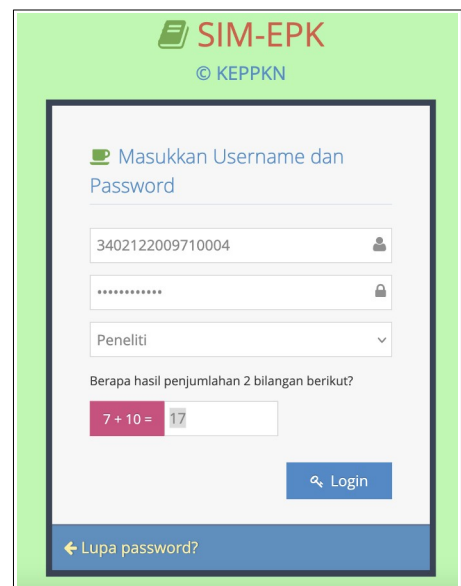 SIM-EPK
© KEPPKN
Masukkan Username dan
Password
3402122009710004
••••••••••••
Peneliti
Berapa hasil penjumlahan 2 bilangan berikut?
7 + 10 = 17
Login
Lupa password?